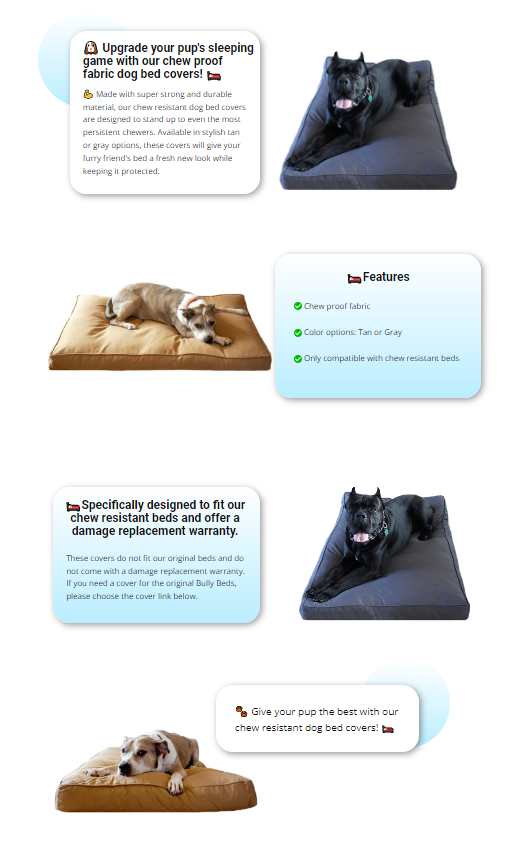 Upgrade your pup's sleeping
game with our chew proof
fabric dog bed covers!
💪 Made with super strong and durable
material, our chew resistant dog bed covers
are designed to stand up to even the most
persistent chewers. Available in stylish tan
or gray options, these covers will give your
furry friend's bed a fresh new look while
keeping it protected.
Features
Chew proof fabric
Color options: Tan or Gray
Only compatible with chew resistant beds
Specifically designed to fit our
chew resistant beds and offer a
damage replacement warranty.
These covers do not fit our original beds and do
not come with a damage replacement warranty.
If you need a cover for the original Bully Beds,
please choose the cover link below.
Give your pup the best with our
chew resistant dog bed covers!